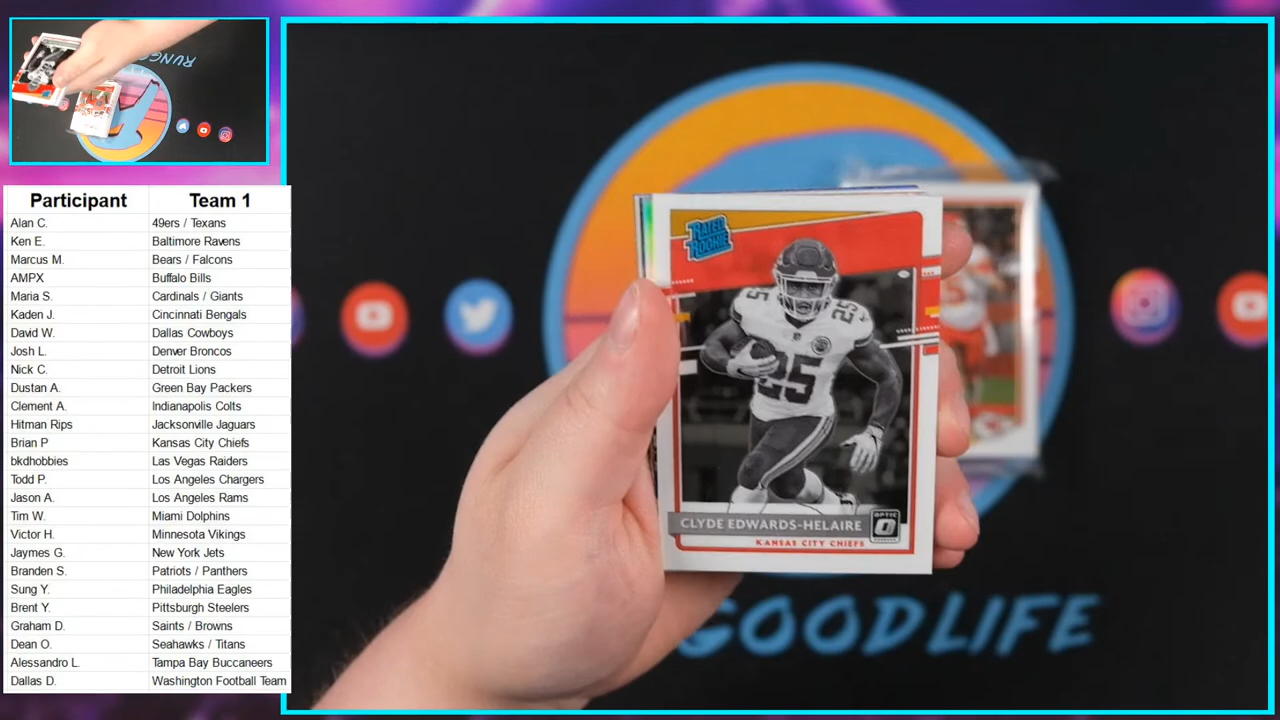 RUNGOOD
Participant Team 1
Alan C. 49ers / Texans
Ken E. Baltimore Ravens
Marcus M. Bears / Falcons
AMPX Buffalo Bills
Maria S. Cardinals / Giants
Kaden J. Cincinnati Bengals
David W. Dallas Cowboys
Josh L. Denver Broncos
Nick C. Detroit Lions
Dustan A. Green Bay Packers
Clement A. Indianapolis Colts
Hitman Rips Jacksonville Jaguars
Brian P Kansas City Chiefs
bkdhobbies Las Vegas Raiders
Todd P. Los Angeles Chargers
Jason A. Los Angeles Rams
Tim W. Miami Dolphins
Victor H. Minnesota Vikings
Jaymes G. New York Jets
Branden S. Patriots / Panthers
Sung Y. Philadelphia Eagles
Brent Y. Pittsburgh Steelers
Graham D. Saints / Browns
Dean O. Seahawks / Titans
Alessandro L. Tampa Bay Buccaneers
Dallas D. Washington Football Team
RATED
ROOKIE
25
25
CLYDE EDWARDS-HELAIRE
OPTIC
KANSAS CITY CHIEFS
GOODLIFE